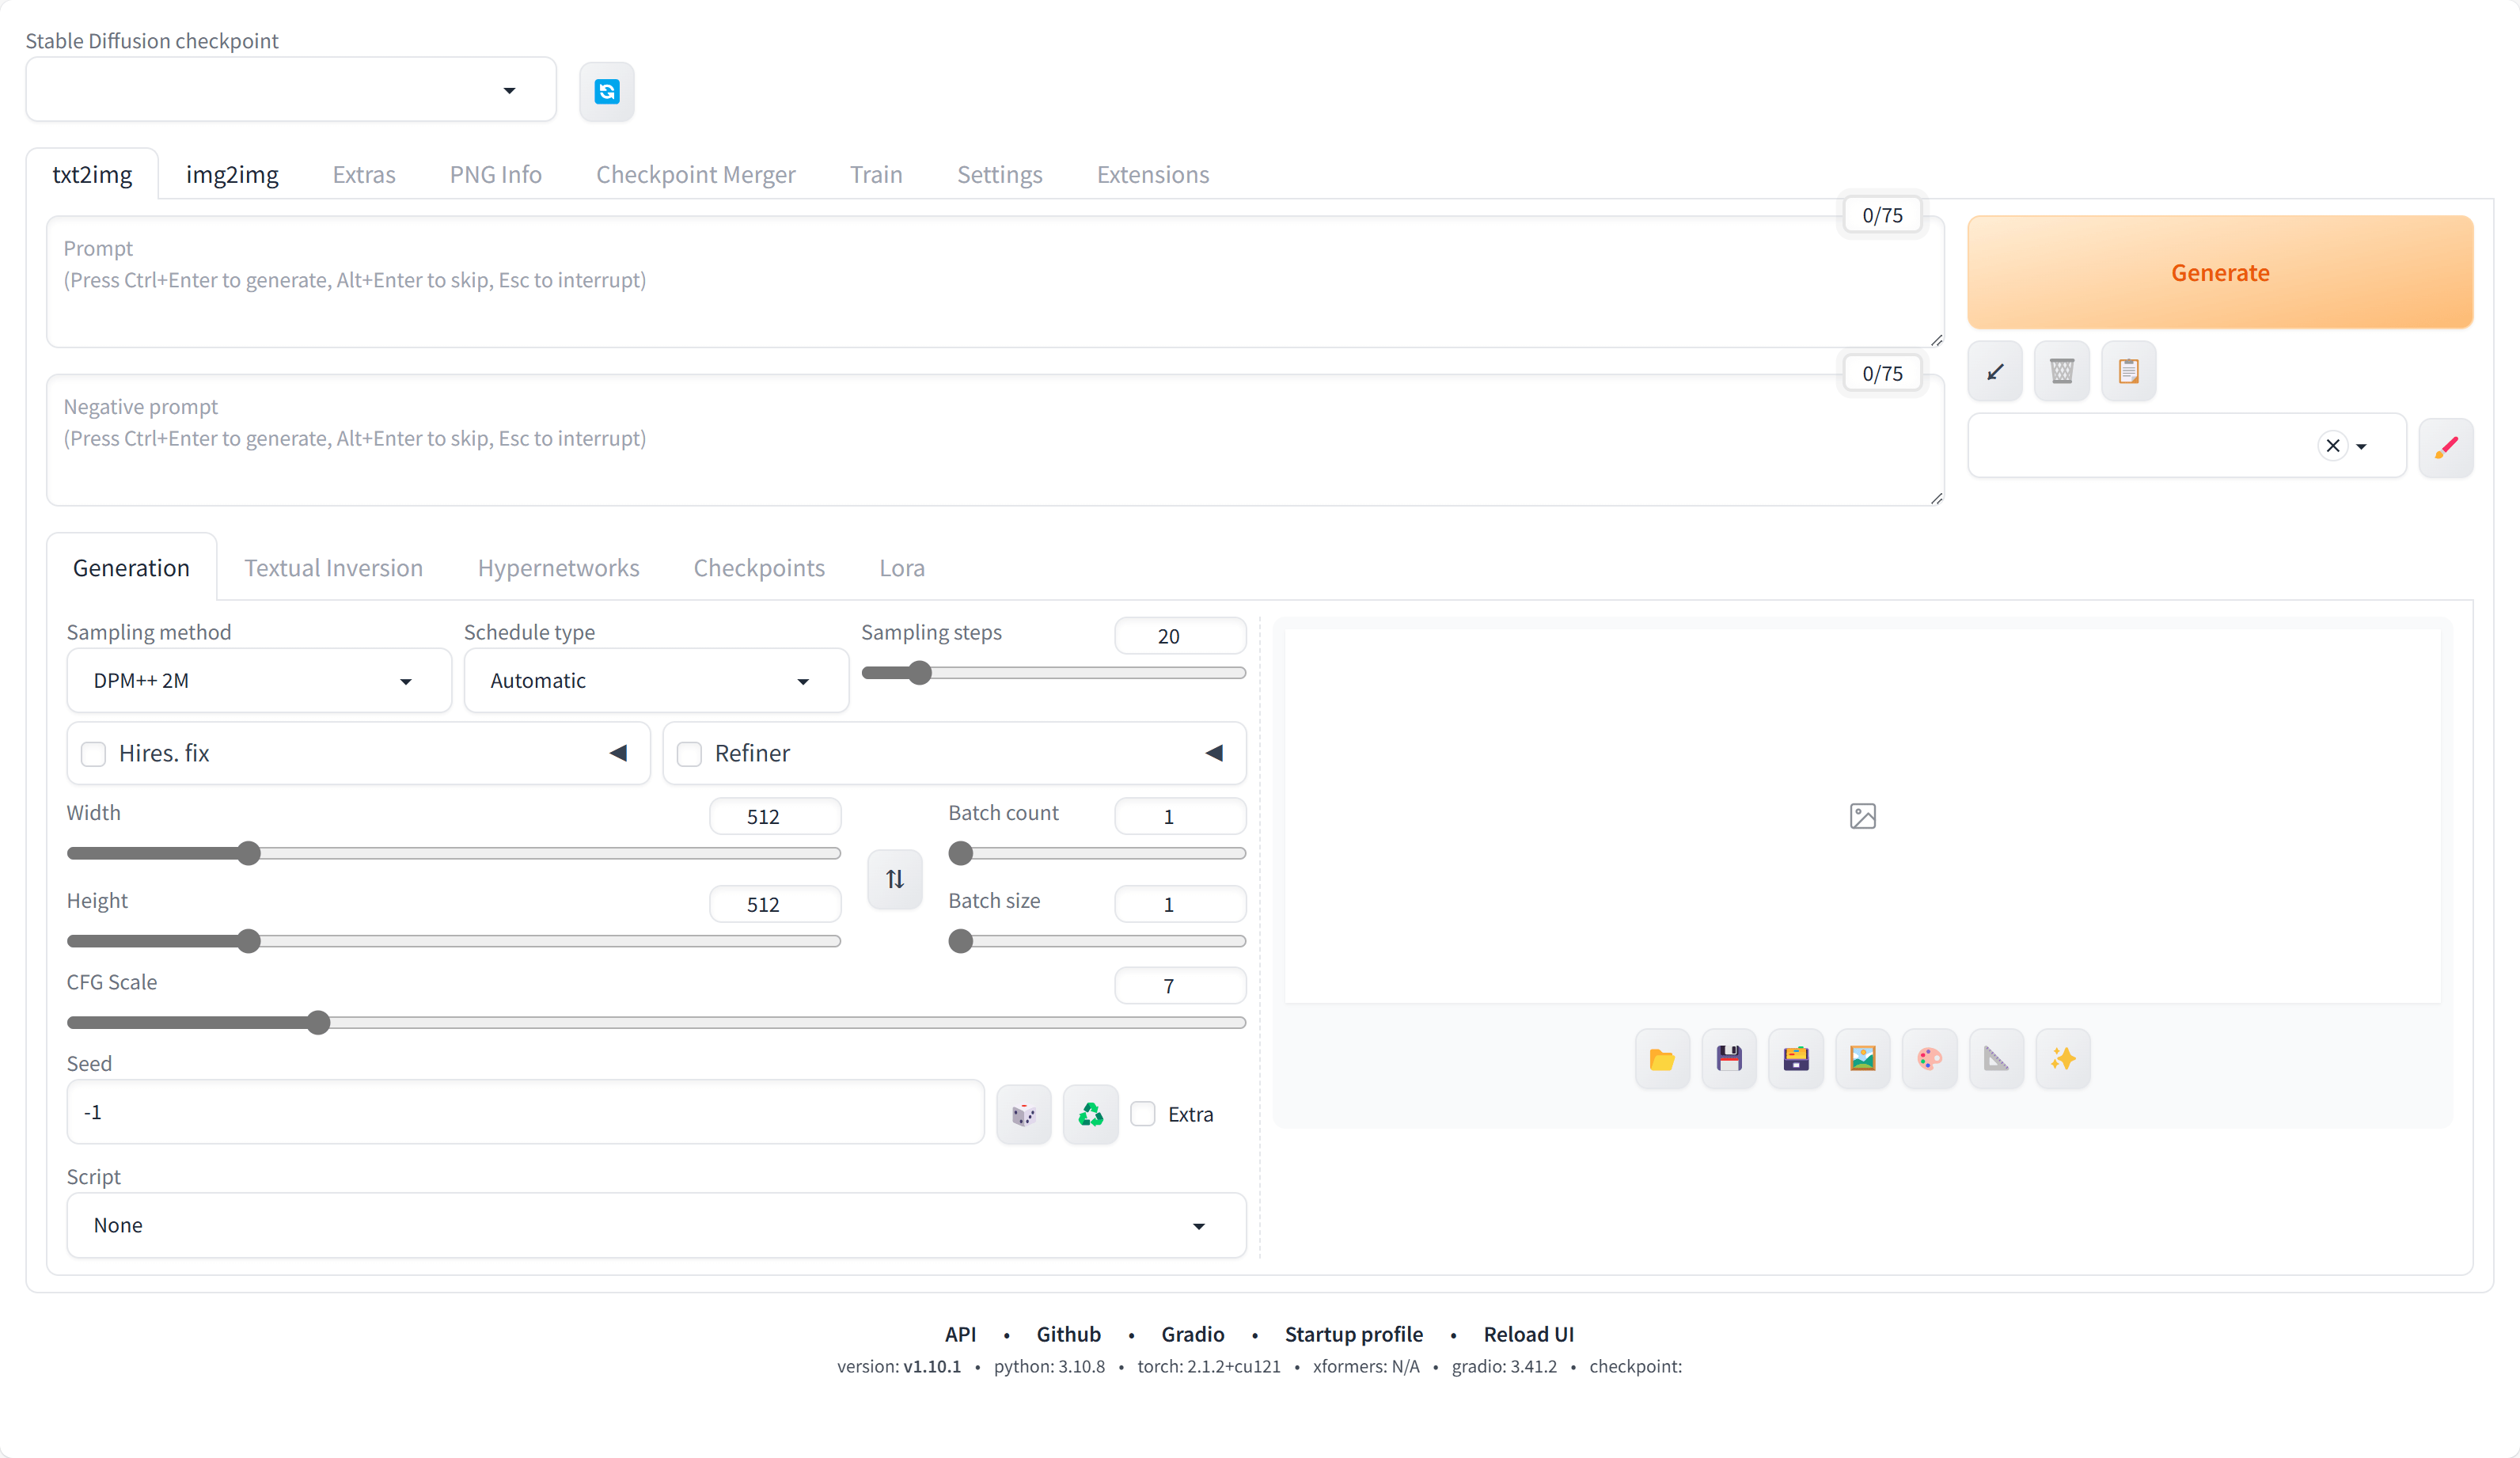 Stable Diffusion checkpoint
txt2img img2img Extras PNG Info Checkpoint Merger Train Settings Extensions
0/75
Prompt
(Press Ctrl+Enter to generate, Alt+Enter to skip, Esc to interrupt)
Generate
0/75
Negative prompt
(Press Ctrl+Enter to generate, Alt+Enter to skip, Esc to interrupt)
Generation Textual Inversion Hypernetworks Checkpoints Lora
Sampling method Schedule type Sampling steps 20
DPM++ 2M Automatic
Hires. fix Refiner
Width 512 Batch count 1
Height 512 Batch size 1
CFG Scale 7
Seed
-1 Extra
Script
None
API • Github • Gradio • Startup profile • Reload UI
version: v1.10.1 • python: 3.10.8 • torch: 2.1.2+cu121 • xformers: N/A • gradio: 3.41.2 • checkpoint: